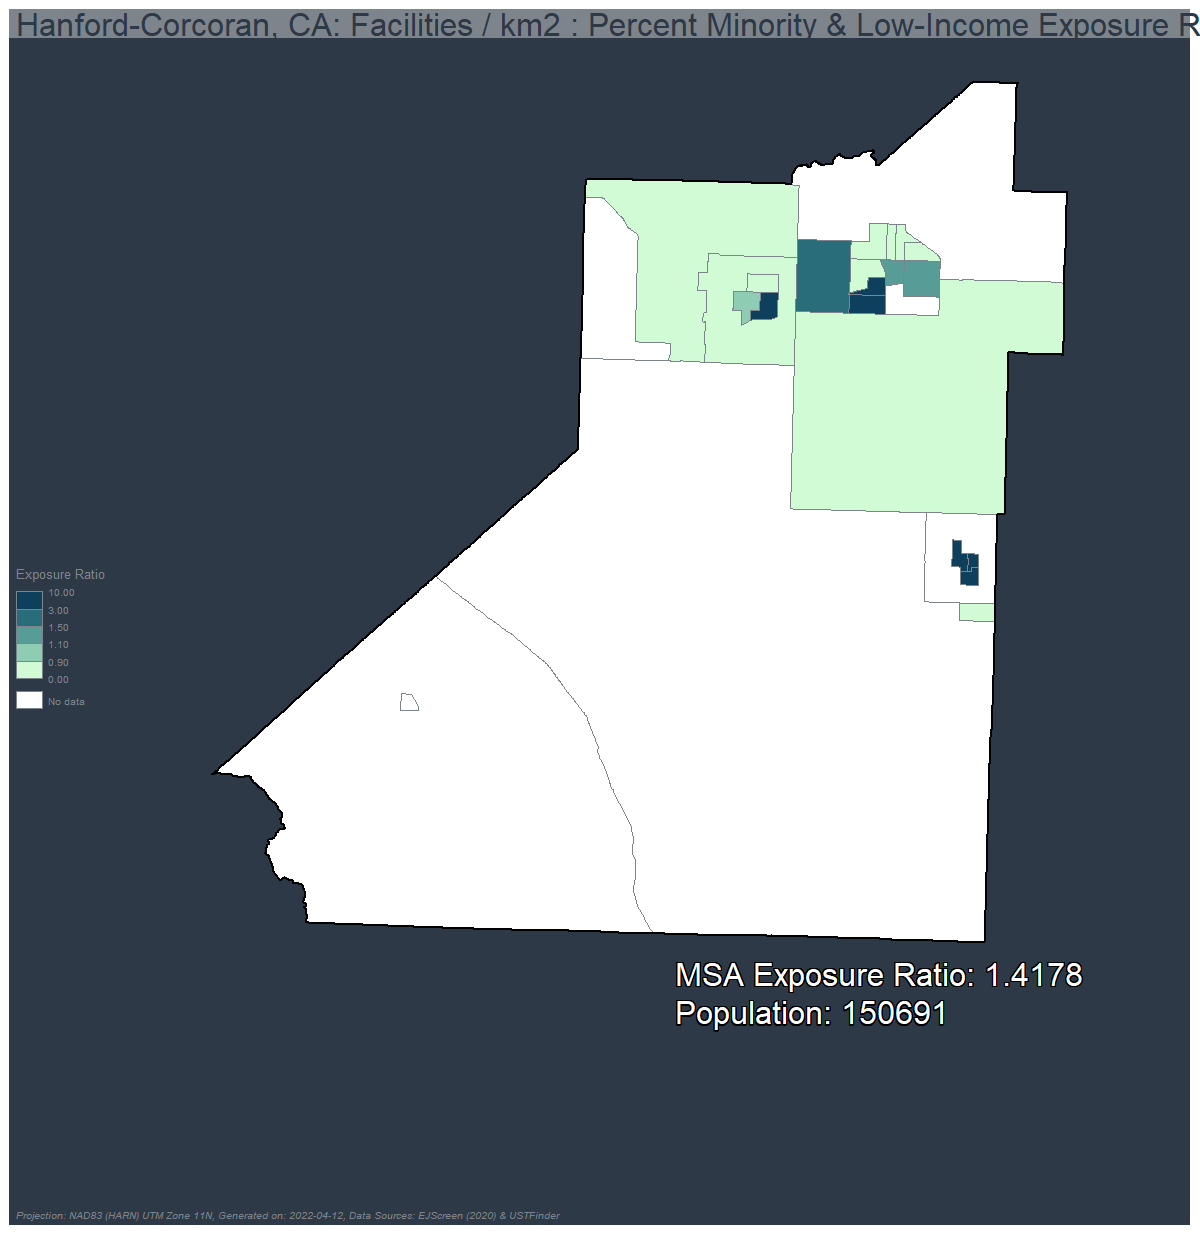 Hanford-Corcoran, CA: Facilities / km2 : Percent Minority & Low-Income Exposure R
Exposure Ratio
10.00
3.00
1.50
1.10
0.90
0.00
No data
MSA Exposure Ratio: 1.4178
Population: 150691
Projection: NAD83 (HARN) UTM Zone 11N, Generated on: 2022-04-12, Data Sources: EJScreen (2020) & USTFinder